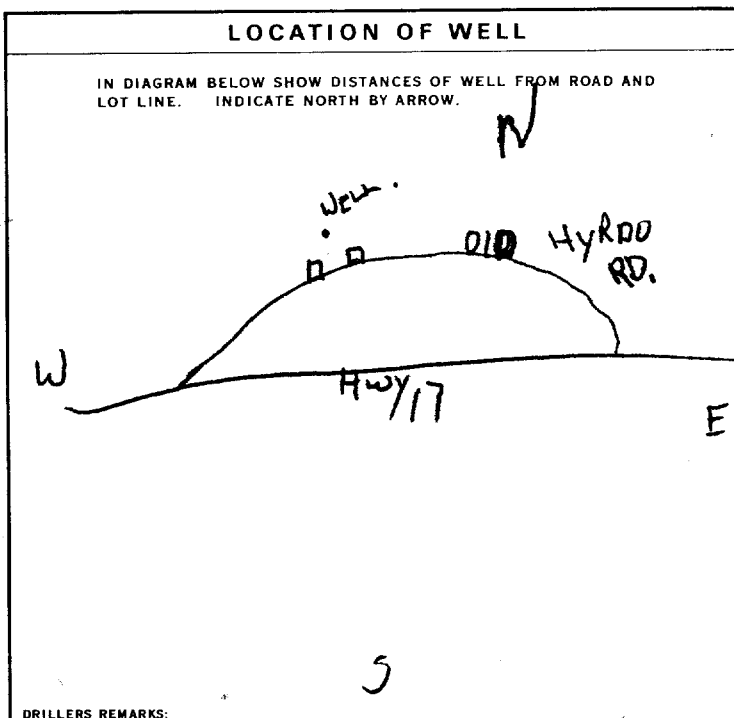 LOCATION OF WELL
IN DIAGRAM BELOW SHOW DISTANCES OF WELL FROM ROAD AND
LOT LINE. INDICATE NORTH BY ARROW.
N
WELL.
OlD HyRDO
RD.
W
HWY/17
E
S
DRILLERS REMARKS: